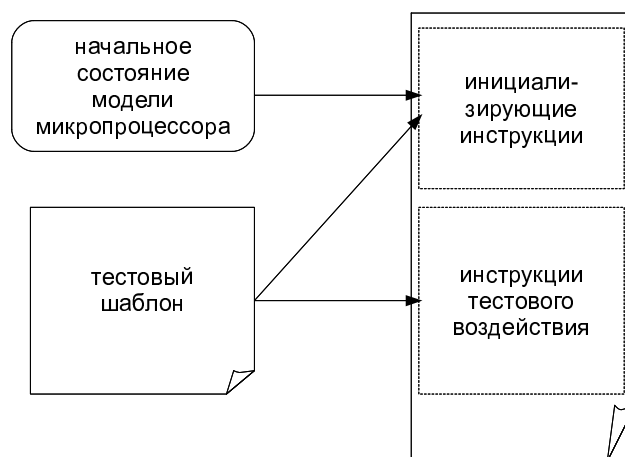 начальное
состояние
модели
микропроцессора
инициали-
зирующие
инструкции
тестовый
шаблон
инструкции
тестового
воздействия